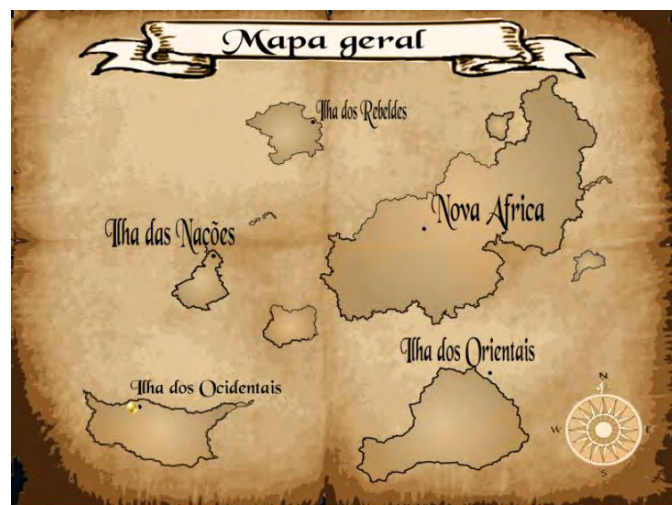 Mapa geral
Ilha dos Rebeldes
Nova Africa
Ilha das Nações
Ilha dos Orientais
Ilha dos Ocidentais
N
W
E
S